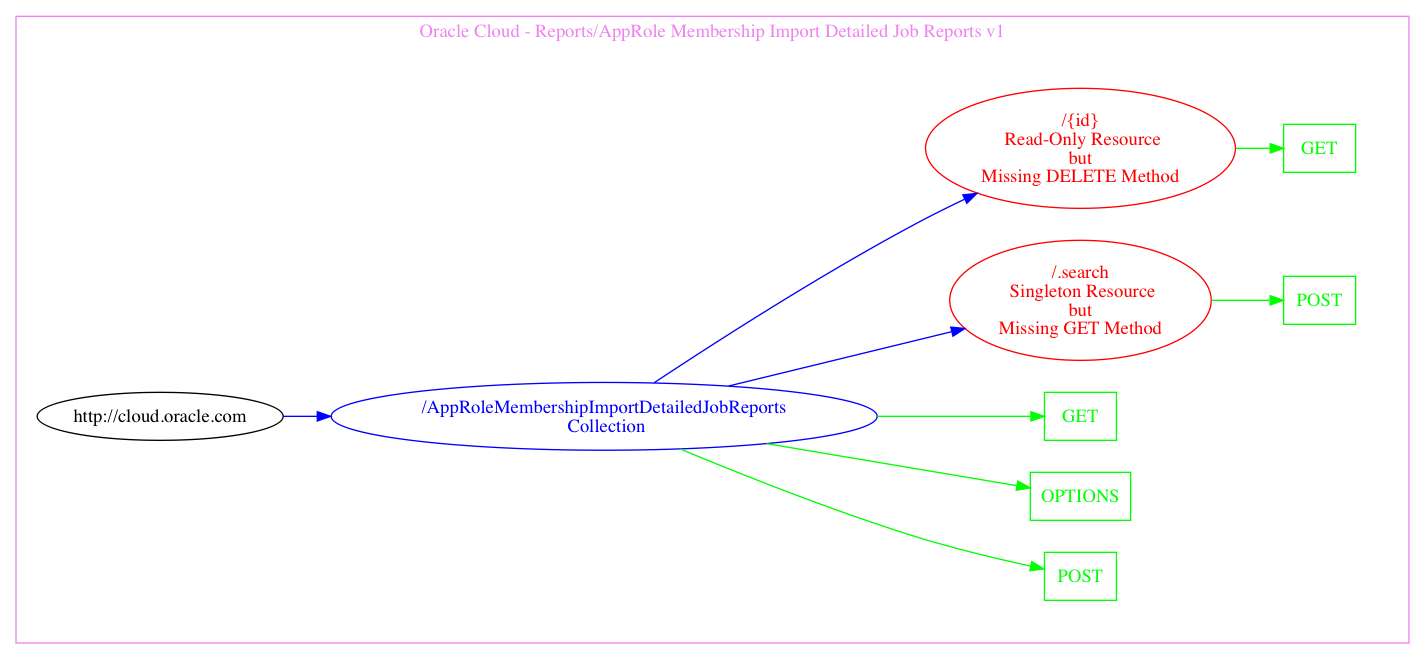 Oracle Cloud - Reports/AppRole Membership Import Detailed Job Reports v1
/{id}
Read-Only Resource
but
Missing DELETE Method
GET
/.search
Singleton Resource
but
Missing GET Method
POST
http://cloud.oracle.com
/AppRoleMembershipImportDetailedJobReports
Collection
GET
OPTIONS
POST